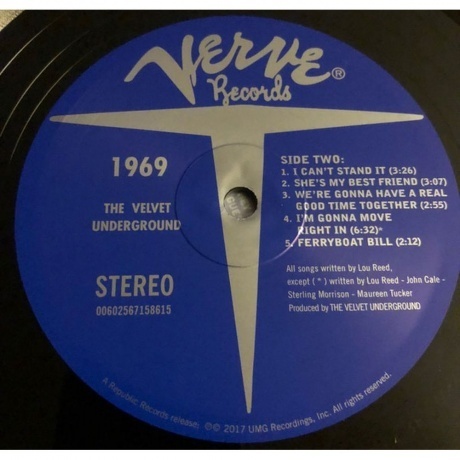 Verve®
Records
1969
THE VELVET
UNDERGROUND
STEREO
00602567158615
SIDE TWO:
1. I CAN'T STAND IT (3:26)
2. SHE'S MY BEST FRIEND (3:07)
3. WE'RE GONNA HAVE A REAL
GOOD TIME TOGETHER (2:55)
4. I'M GONNA MOVE
RIGHT IN (6:32)*
5. FERRYBOAT BILL (2:12)
All songs written by Lou Reed,
except (*) written by Lou Reed - John Cale -
Sterling Morrison - Maureen Tucker
Produced by THE VELVET UNDERGROUND
A Republic Records release; ℗© 2017 UMG Recordings, Inc. All rights reserved.